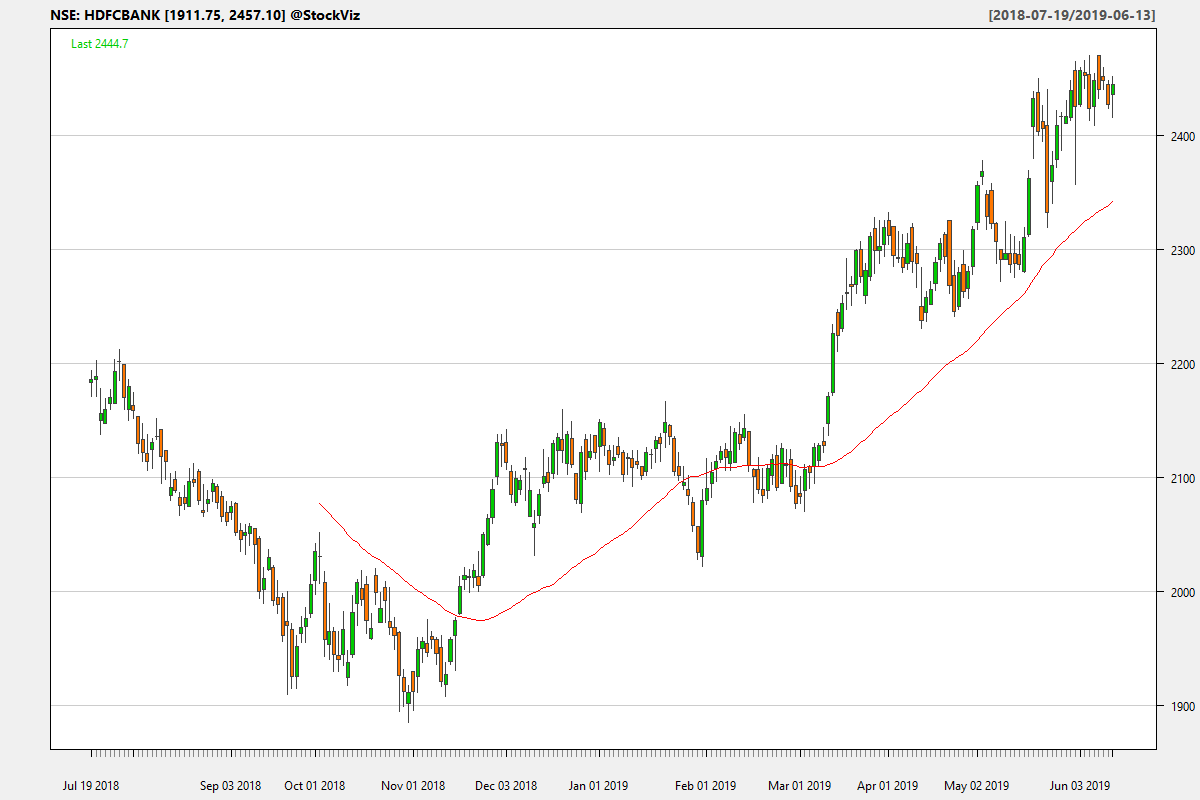 NSE: HDFCBANK [1911.75, 2457.10] @StockViz [2018-07-19/2019-06-13]
Last 2444.7
2400
2300
2200
2100
2000
1900
Jul 19 2018 Sep 03 2018 Oct 01 2018 Nov 01 2018 Dec 03 2018 Jan 01 2019 Feb 01 2019 Mar 01 2019 Apr 01 2019 May 02 2019 Jun 03 2019